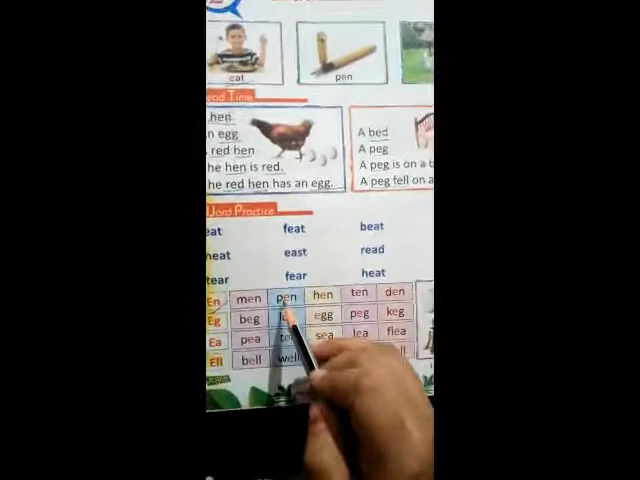 eat
pen
Time
hen
egg
red hen
he hen is red.
he red hen has an egg.
A bed
A peg
A peg is on a b
A peg fell on a
Word Practice
eat feat beat
heat east read
tear fear heat
En men pen hen ten den
Eg beg egg peg keg
Ea pea sea lea flea
Ell bell well